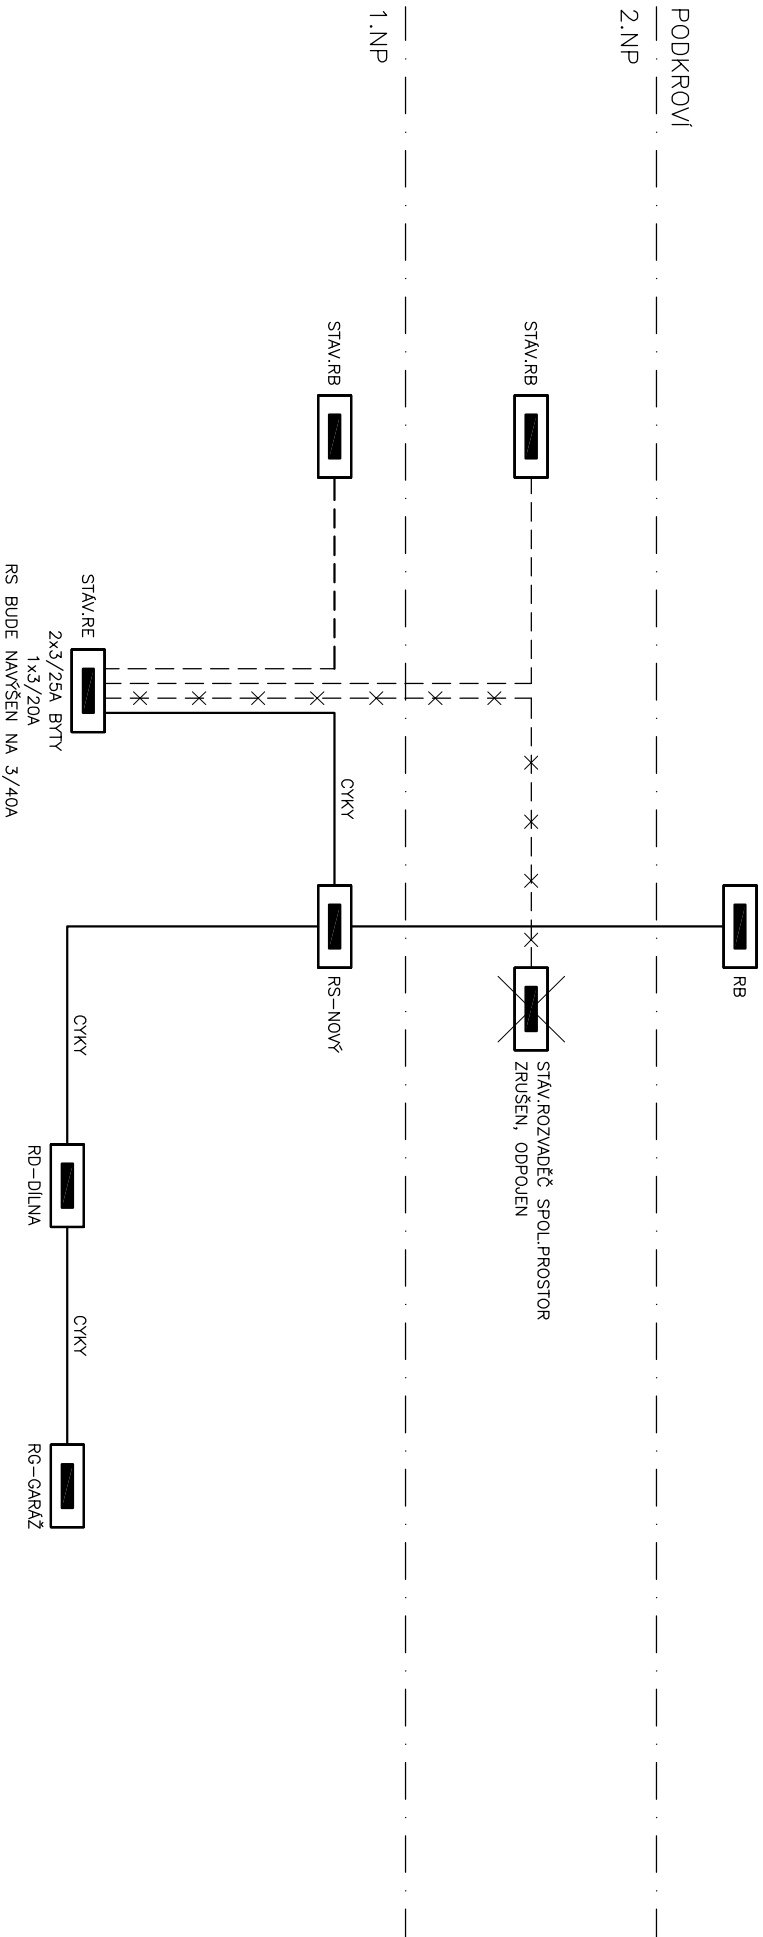 PODKROVÍ
2.NP
1.NP
RB
STÁV.RB
STÁV.ROZVADĚČ SPOL.PROSTOR
ZRUŠEN, ODPOJEN
STAV.RB
CYKY
RS-NOVÝ
STÁV.RE
2x3/25A BYTY
1x3/20A
RS BUDE NAVÝŠEN NA 3/40A
CYKY
RD-DÍLNA
CYKY
RG-GARÁŽ